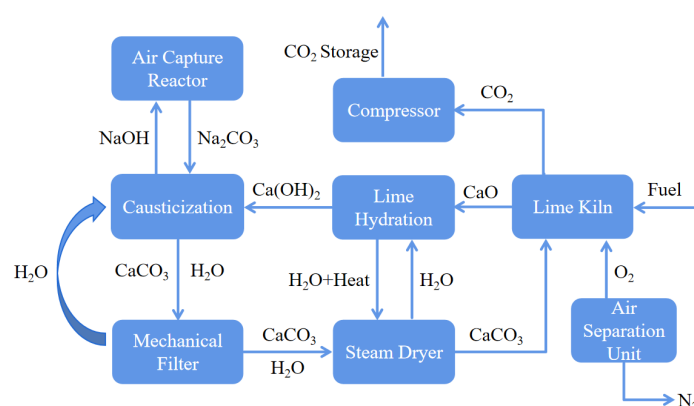 CO₂ Storage
Air Capture
Reactor
Compressor
CO₂
NaOH
Na₂CO₃
Causticization
Ca(OH)₂
Lime
Hydration
CaO
Lime Kiln
Fuel
H₂O
CaCO₃
H₂O
H₂O+Heat
H₂O
O₂
Mechanical
Filter
CaCO₃
H₂O
Steam Dryer
CaCO₃
Air
Separation
Unit